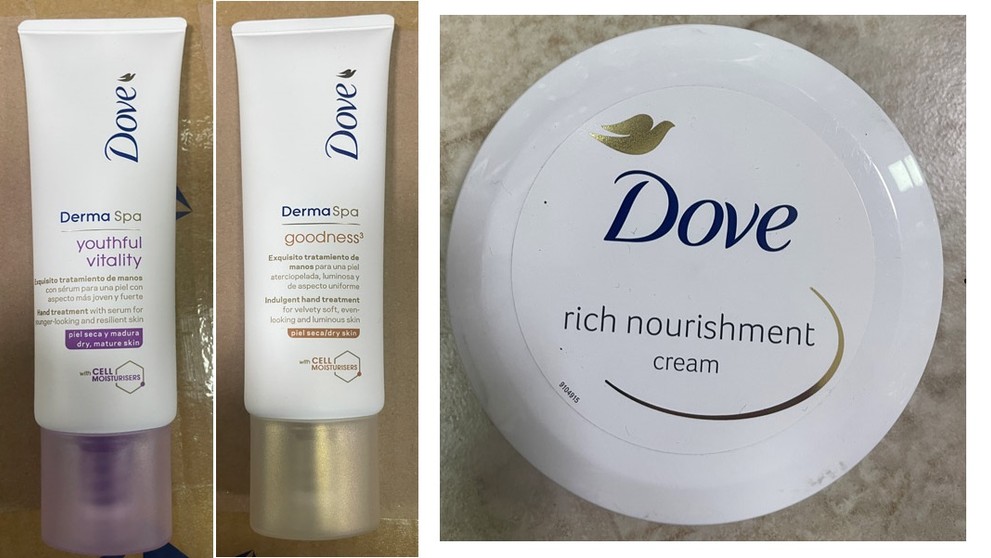 Dove
Derma Spa
youthful
vitality
Exquisito tratamiento de manos
con sérum para una piel con
aspecto más joven y fuerte
Hand treatment with serum for
younger-looking and resilient skin
piel seca y madura
dry, mature skin
with CELL
MOISTURISERS
Dove
DermaSpa
goodness³
Exquisito tratamiento de
manos para una piel
aterciopelada, luminosa y
de aspecto uniforme
Indulgent hand treatment
for velvety soft, even-
looking and luminous skin
piel seca/dry skin
with CELL
MOISTURISERS
Dove
rich nourishment
cream
9104915